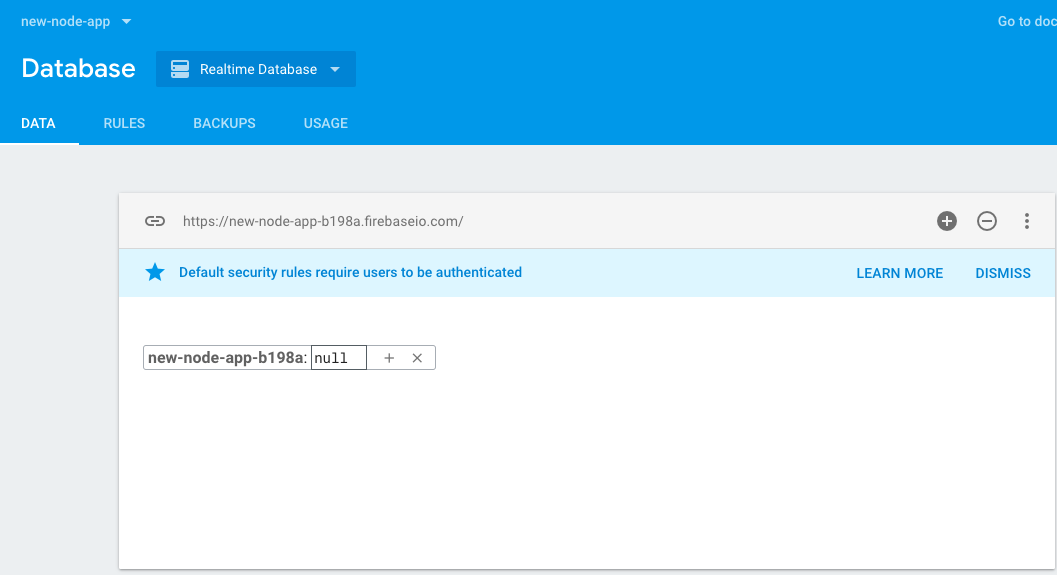 new-node-app
Go to doc
Database
Realtime Database
DATA RULES BACKUPS USAGE
https://new-node-app-b198a.firebaseio.com/
Default security rules require users to be authenticated LEARN MORE DISMISS
new-node-app-b198a: null